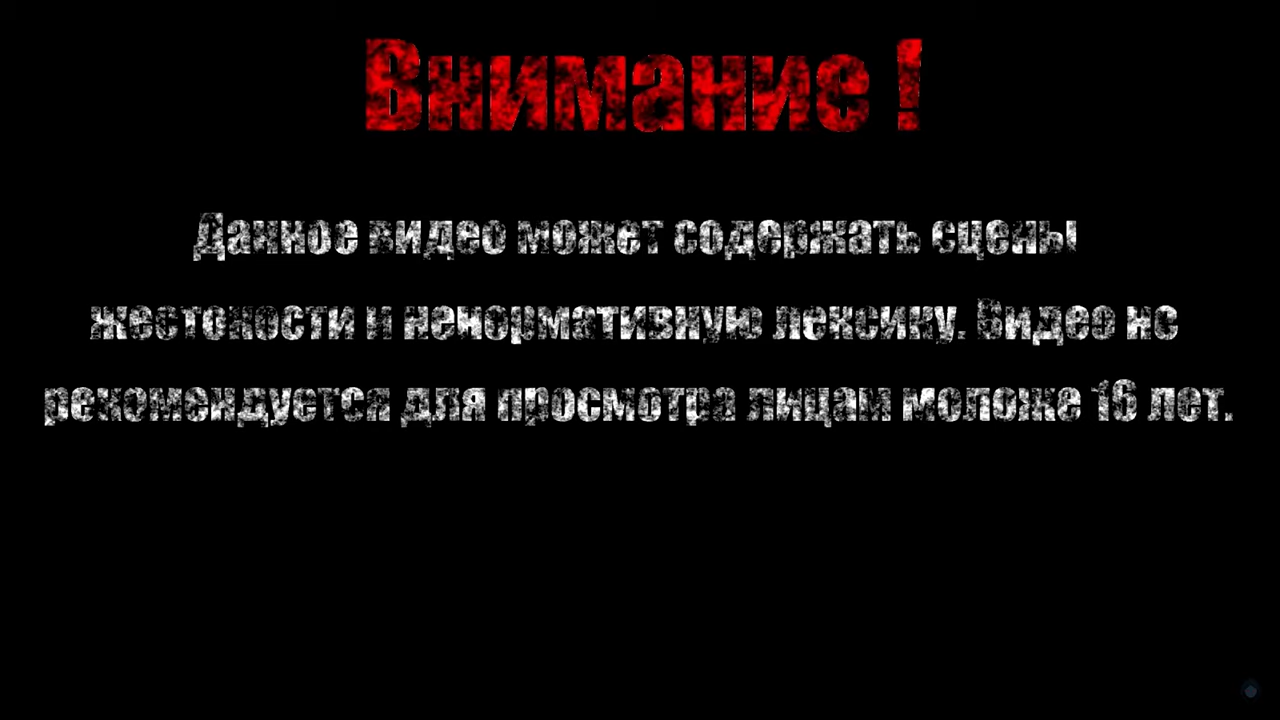 Внимание !
Данное видео может содержать сцены
жестокости и ненормативную лексику. Видео не
рекомендуется для просмотра лицам моложе 16 лет.